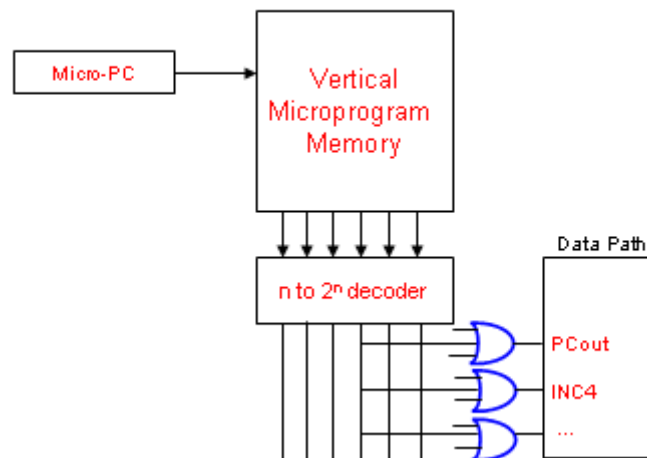 Micro-PC
Vertical
Microprogram
Memory
n to 2ⁿ decoder
Data Path
PCout
INC4
...